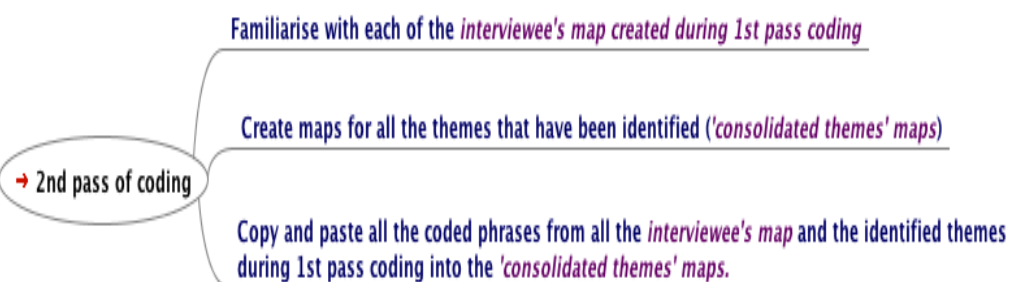 Familiarise with each of the interviewee's map created during 1st pass coding
Create maps for all the themes that have been identified ('consolidated themes' maps)
2nd pass of coding
Copy and paste all the coded phrases from all the interviewee's map and the identified themes
during 1st pass coding into the 'consolidated themes' maps.